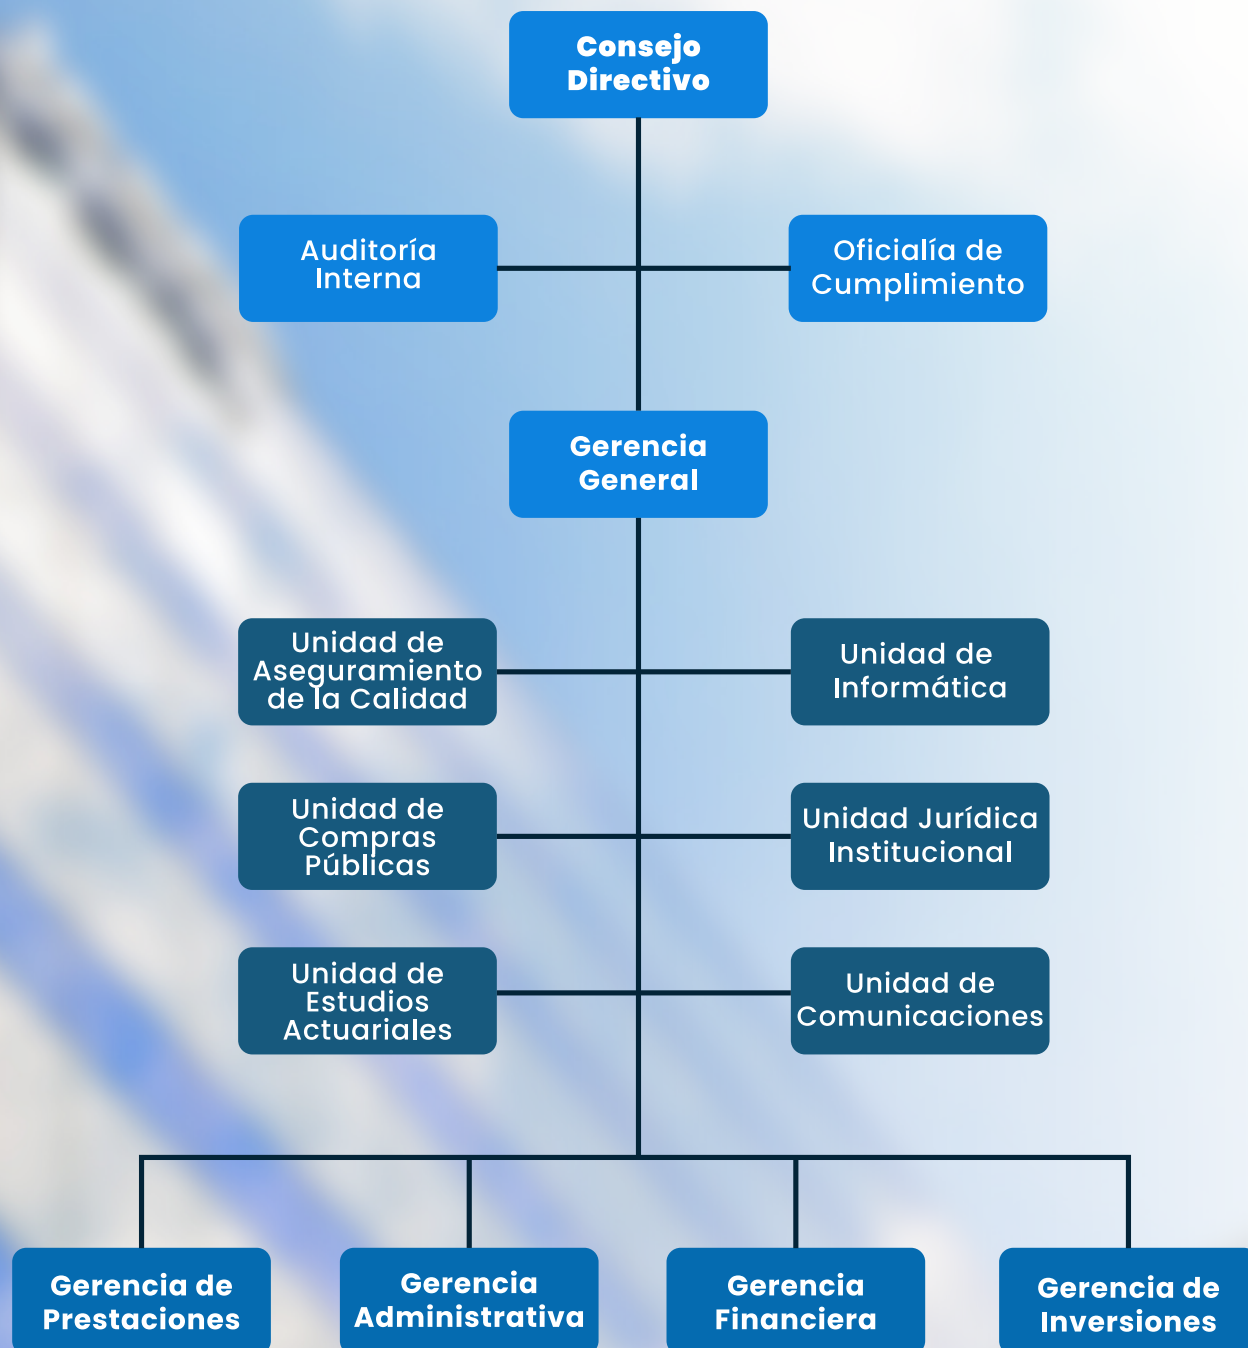 Consejo
Directivo
Auditoría
Interna
Oficialía de
Cumplimiento
Gerencia
General
Unidad de
Aseguramiento
de la Calidad
Unidad de
Informática
Unidad de
Compras
Públicas
Unidad Jurídica
Institucional
Unidad de
Estudios
Actuariales
Unidad de
Comunicaciones
Gerencia de
Prestaciones
Gerencia
Administrativa
Gerencia
Financiera
Gerencia de
Inversiones